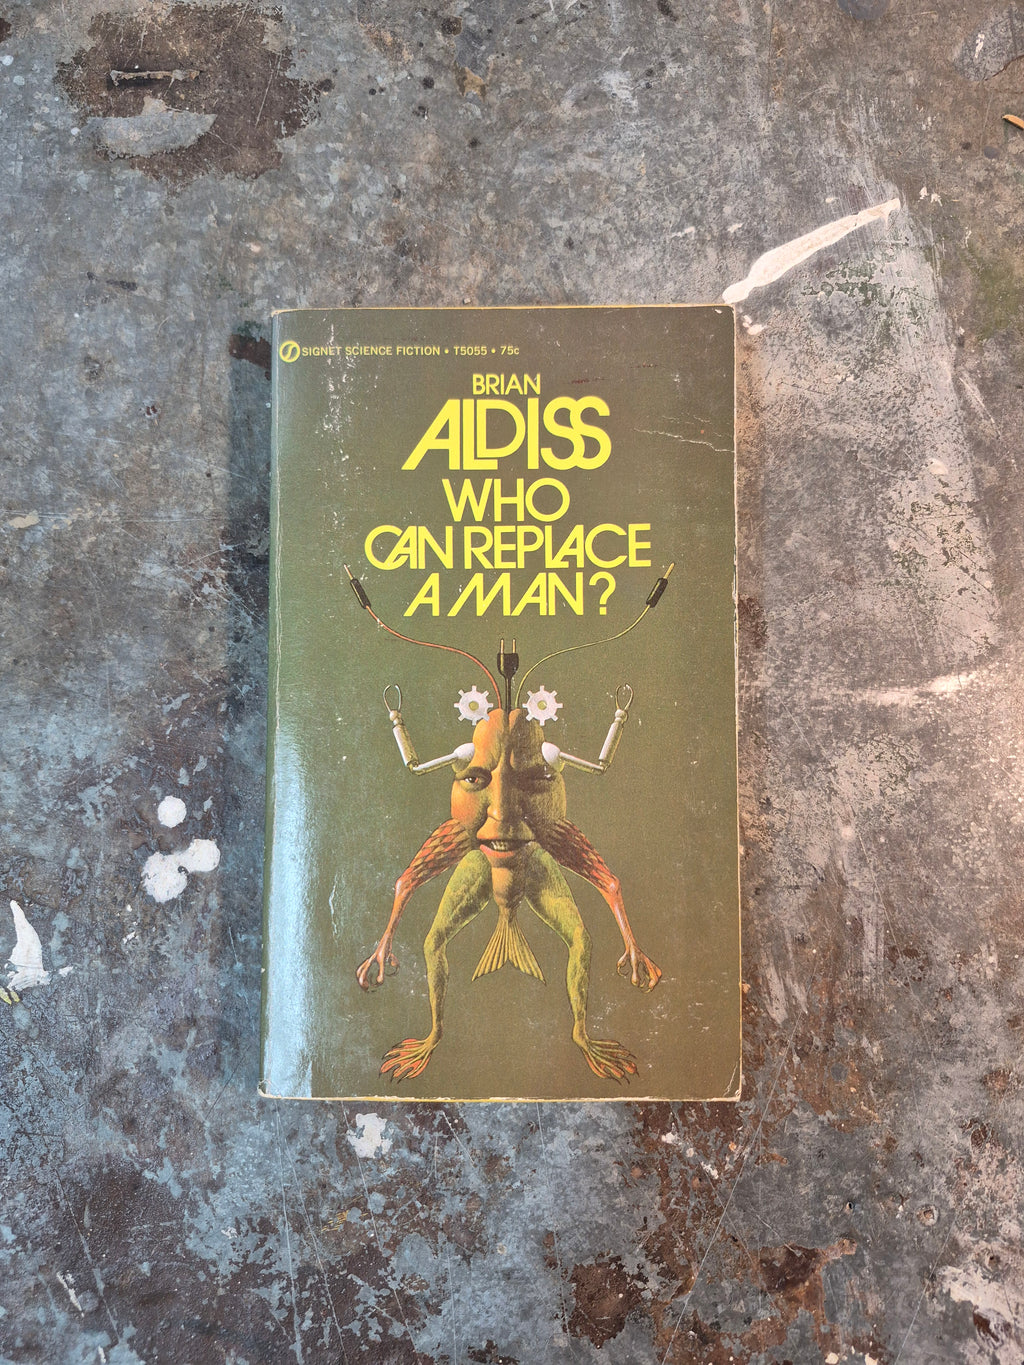 SIGNET SCIENCE FICTION • T5055 • 75c
BRIAN
ALDISS
WHO
CAN REPLACE
A MAN?